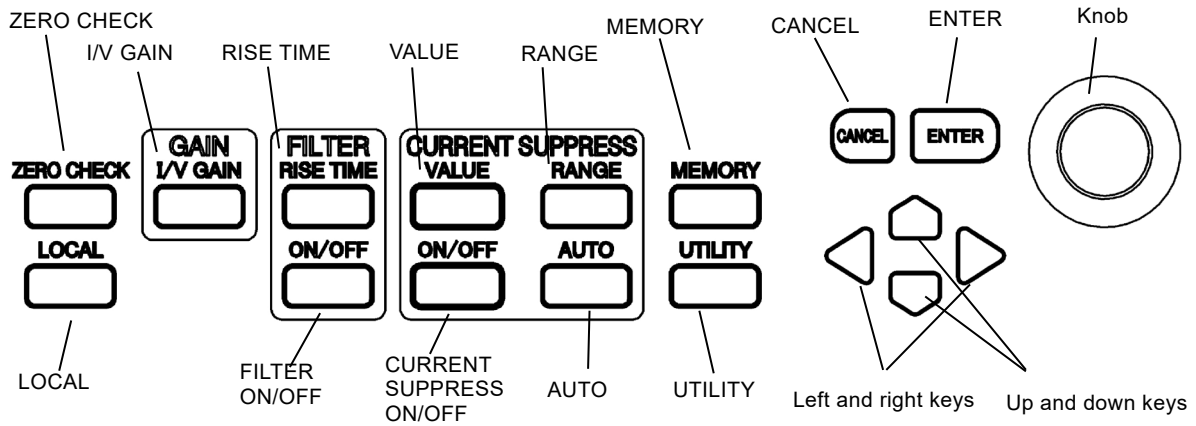 ZERO CHECK
I/V GAIN
RISE TIME
VALUE
RANGE
MEMORY
CANCEL
ENTER
Knob
GAIN
FILTER
CURRENT SUPPRESS
CANCEL
ENTER
ZERO CHECK
I/V GAIN
RISE TIME
VALUE
RANGE
MEMORY
LOCAL
ON/OFF
ON/OFF
AUTO
UTILITY
LOCAL
FILTER
ON/OFF
CURRENT
SUPPRESS
ON/OFF
AUTO
UTILITY
Left and right keys
Up and down keys